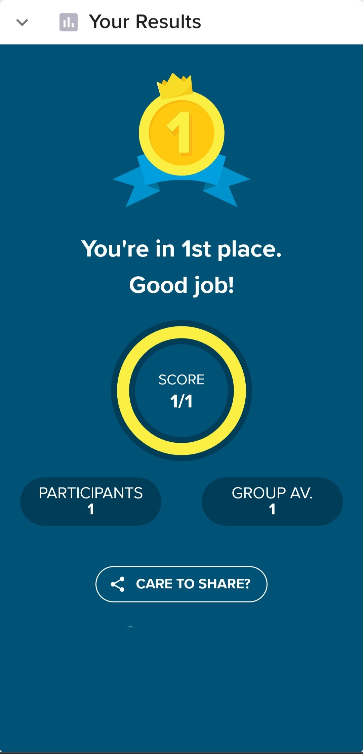 Your Results
1
You're in 1st place.
Good job!
SCORE
1/1
PARTICIPANTS
1
GROUP AV.
1
CARE TO SHARE?